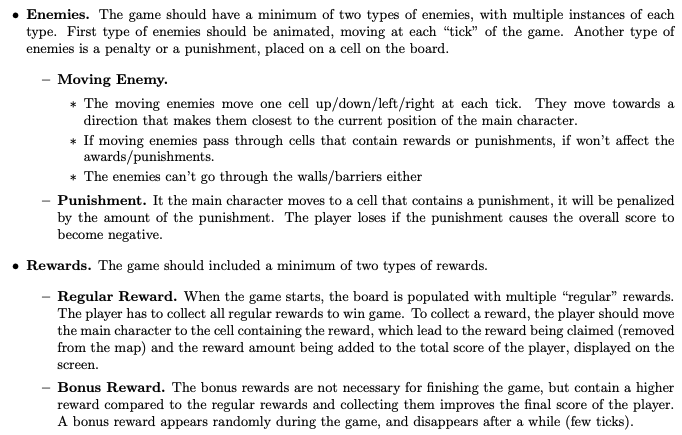 • Enemies. The game should have a minimum of two types of enemies, with multiple instances of each
type. First type of enemies should be animated, moving at each “tick” of the game. Another type of
enemies is a penalty or a punishment, placed on a cell on the board.
– Moving Enemy.
∗ The moving enemies move one cell up/down/left/right at each tick. They move towards a
direction that makes them closest to the current position of the main character.
∗ If moving enemies pass through cells that contain rewards or punishments, if won’t affect the
awards/punishments.
∗ The enemies can’t go through the walls/barriers either
– Punishment. It the main character moves to a cell that contains a punishment, it will be penalized
by the amount of the punishment. The player loses if the punishment causes the overall score to
become negative.
• Rewards. The game should included a minimum of two types of rewards.
– Regular Reward. When the game starts, the board is populated with multiple “regular” rewards.
The player has to collect all regular rewards to win game. To collect a reward, the player should move
the main character to the cell containing the reward, which lead to the reward being claimed (removed
from the map) and the reward amount being added to the total score of the player, displayed on the
screen.
– Bonus Reward. The bonus rewards are not necessary for finishing the game, but contain a higher
reward compared to the regular rewards and collecting them improves the final score of the player.
A bonus reward appears randomly during the game, and disappears after a while (few ticks).